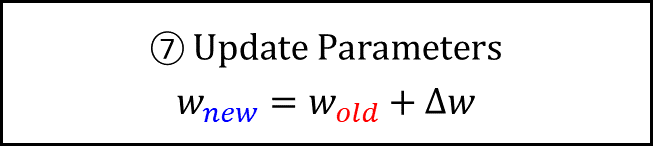 ⑦ Update Parameters
w_new = w_old + Δw